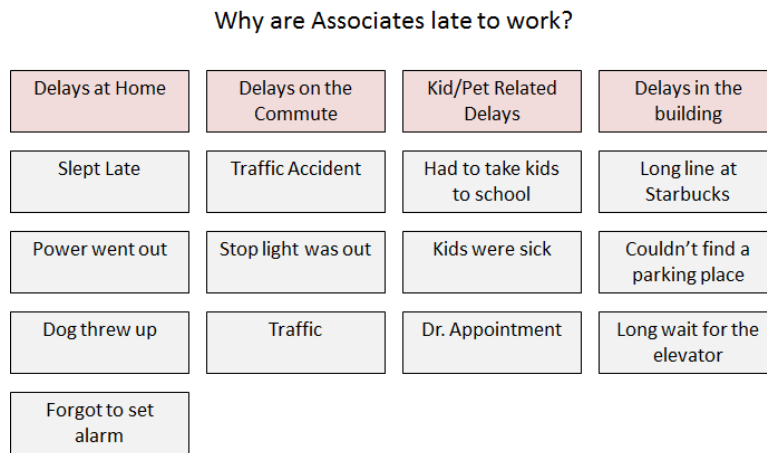 Why are Associates late to work?
Delays at Home
Delays on the
Commute
Kid/Pet Related
Delays
Delays in the
building
Slept Late
Traffic Accident
Had to take kids
to school
Long line at
Starbucks
Power went out
Stop light was out
Kids were sick
Couldn't find a
parking place
Dog threw up
Traffic
Dr. Appointment
Long wait for the
elevator
Forgot to set
alarm